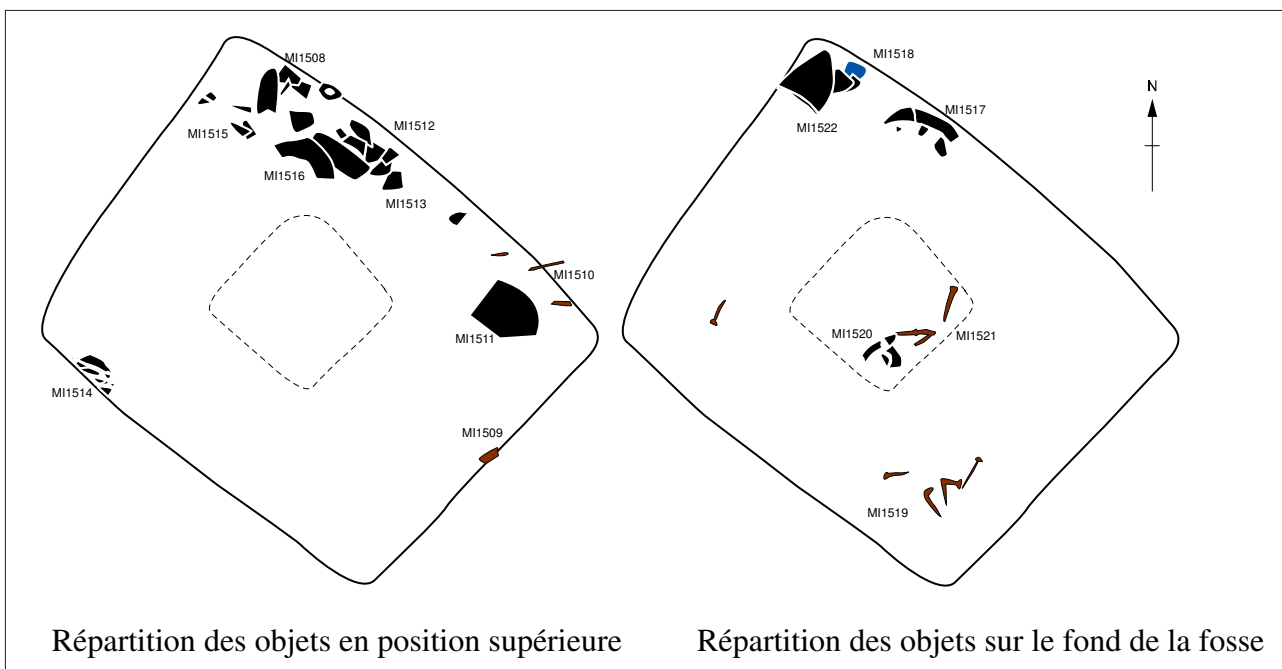 MI1508
MI1515
MI1512
MI1516
MI1513
MI1510
MI1511
MI1514
MI1509
Répartition des objets en position supérieure
MI1518
N
MI1522
MI1517
MI1520
MI1521
MI1519
Répartition des objets sur le fond de la fosse